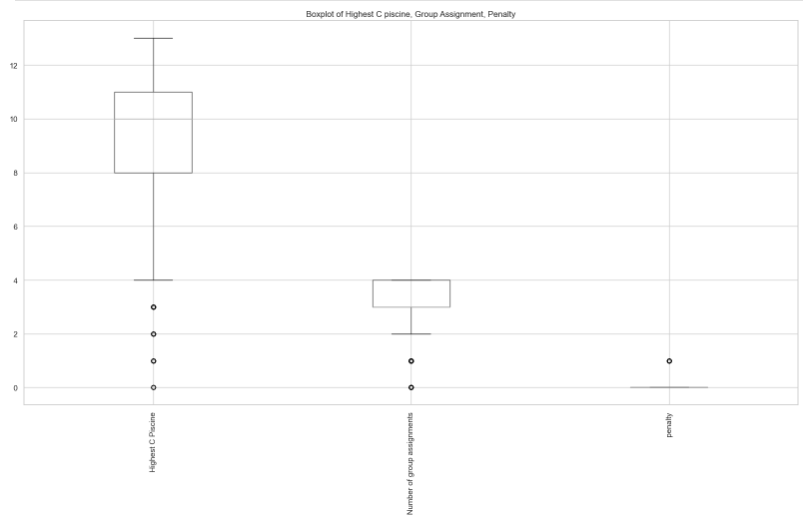 Boxplot of Highest C piscine, Group Assignment, Penalty
12
10
8
6
4
2
0
Highest C Piscine
Number of group assignments
penalty